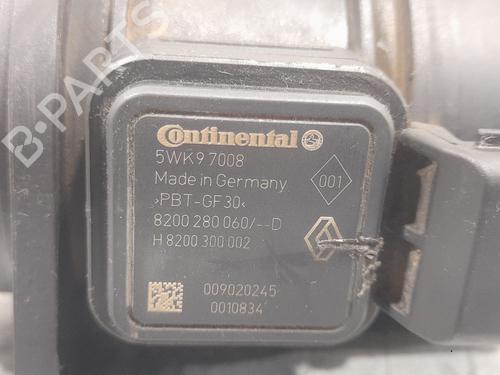 B-PARTS
Continental
5WK9 7008
Made in Germany
001
›PBT-GF30‹
8200 280 060/--D
H 8200 300 002
009020245
0010834